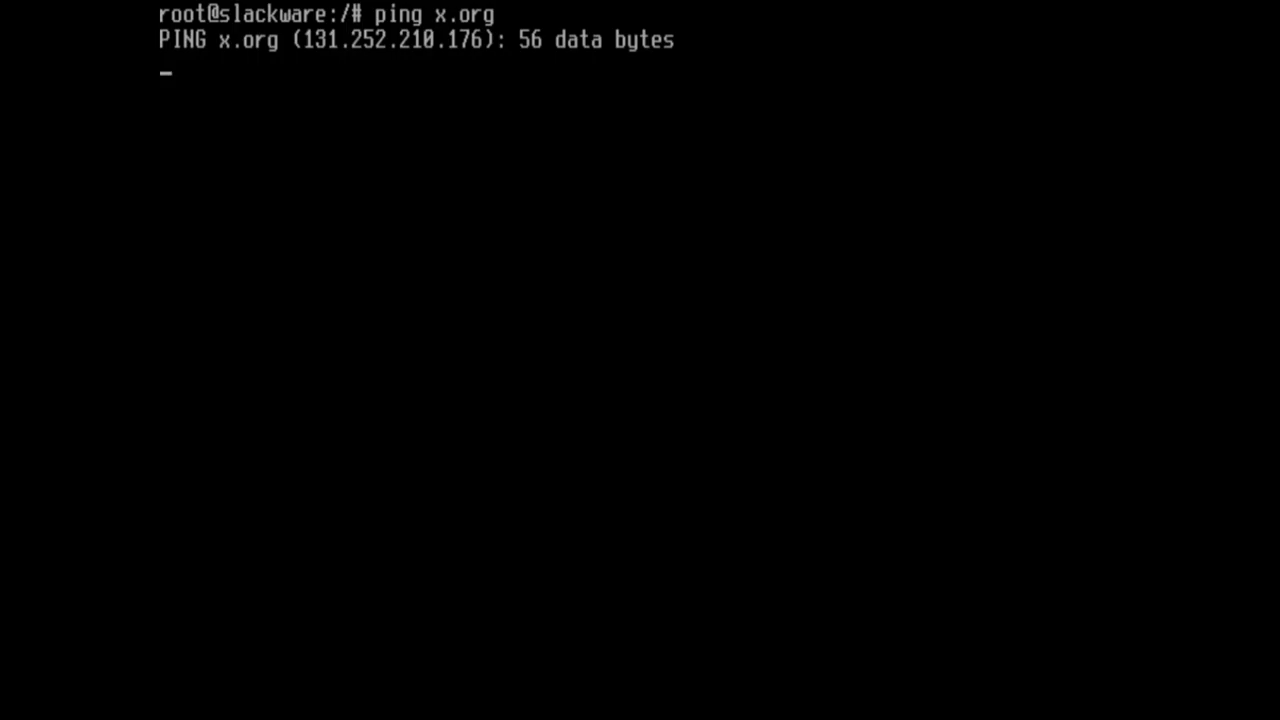 root@slackware:/# ping x.org
PING x.org (131.252.210.176): 56 data bytes